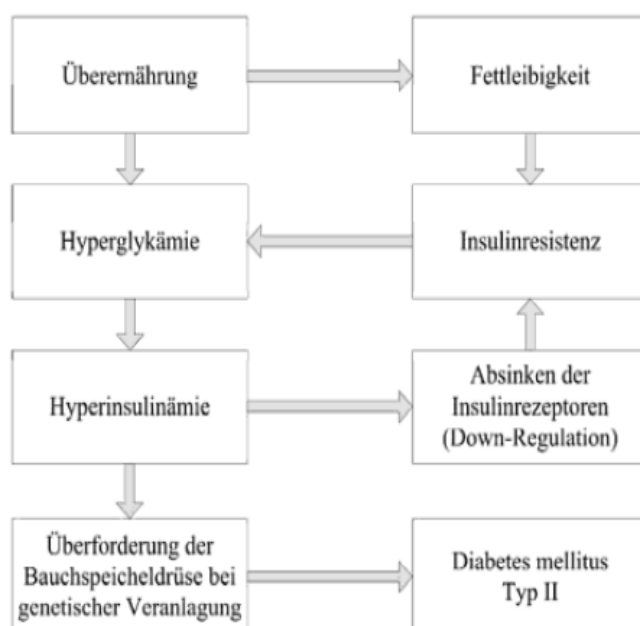 Überernährung
Fettleibigkeit
Hyperglykämie
Insulinresistenz
Hyperinsulinämie
Absinken der
Insulinrezeptoren
(Down-Regulation)
Überforderung der
Bauchspeicheldrüse bei
genetischer Veranlagung
Diabetes mellitus
Typ II